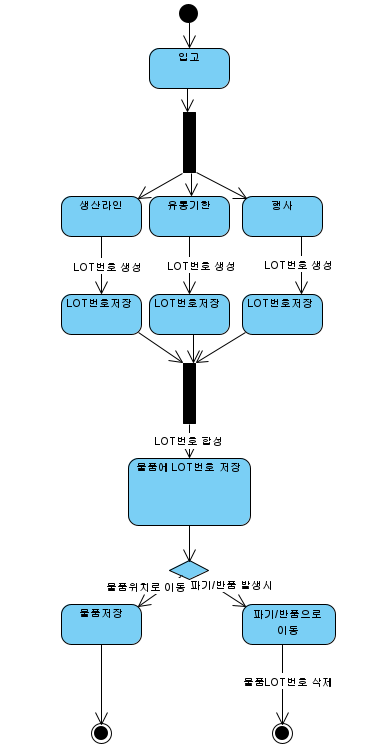 입고
생산라인
유통기한
행사
LOT번호 생성
LOT번호 생성
LOT번호 생성
LOT번호저장
LOT번호저장
LOT번호저장
LOT번호 합성
물품에 LOT번호 저장
물품위치로 이동
파기/반품 발생시
물품저장
파기/반품으로
이동
물품LOT번호 삭제